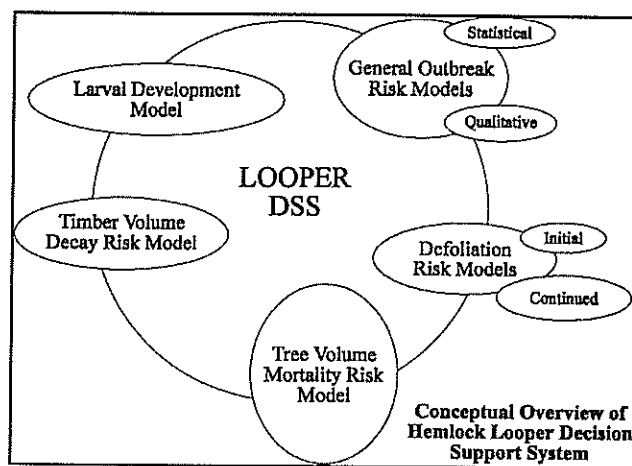 Statistical
General Outbreak
Risk Models
Qualitative
Larval Development
Model
LOOPER
DSS
Timber Volume
Decay Risk Model
Defoliation
Risk Models
Initial
Continued
Tree Volume
Mortality Risk
Model
Conceptual Overview of
Hemlock Looper Decision
Support System